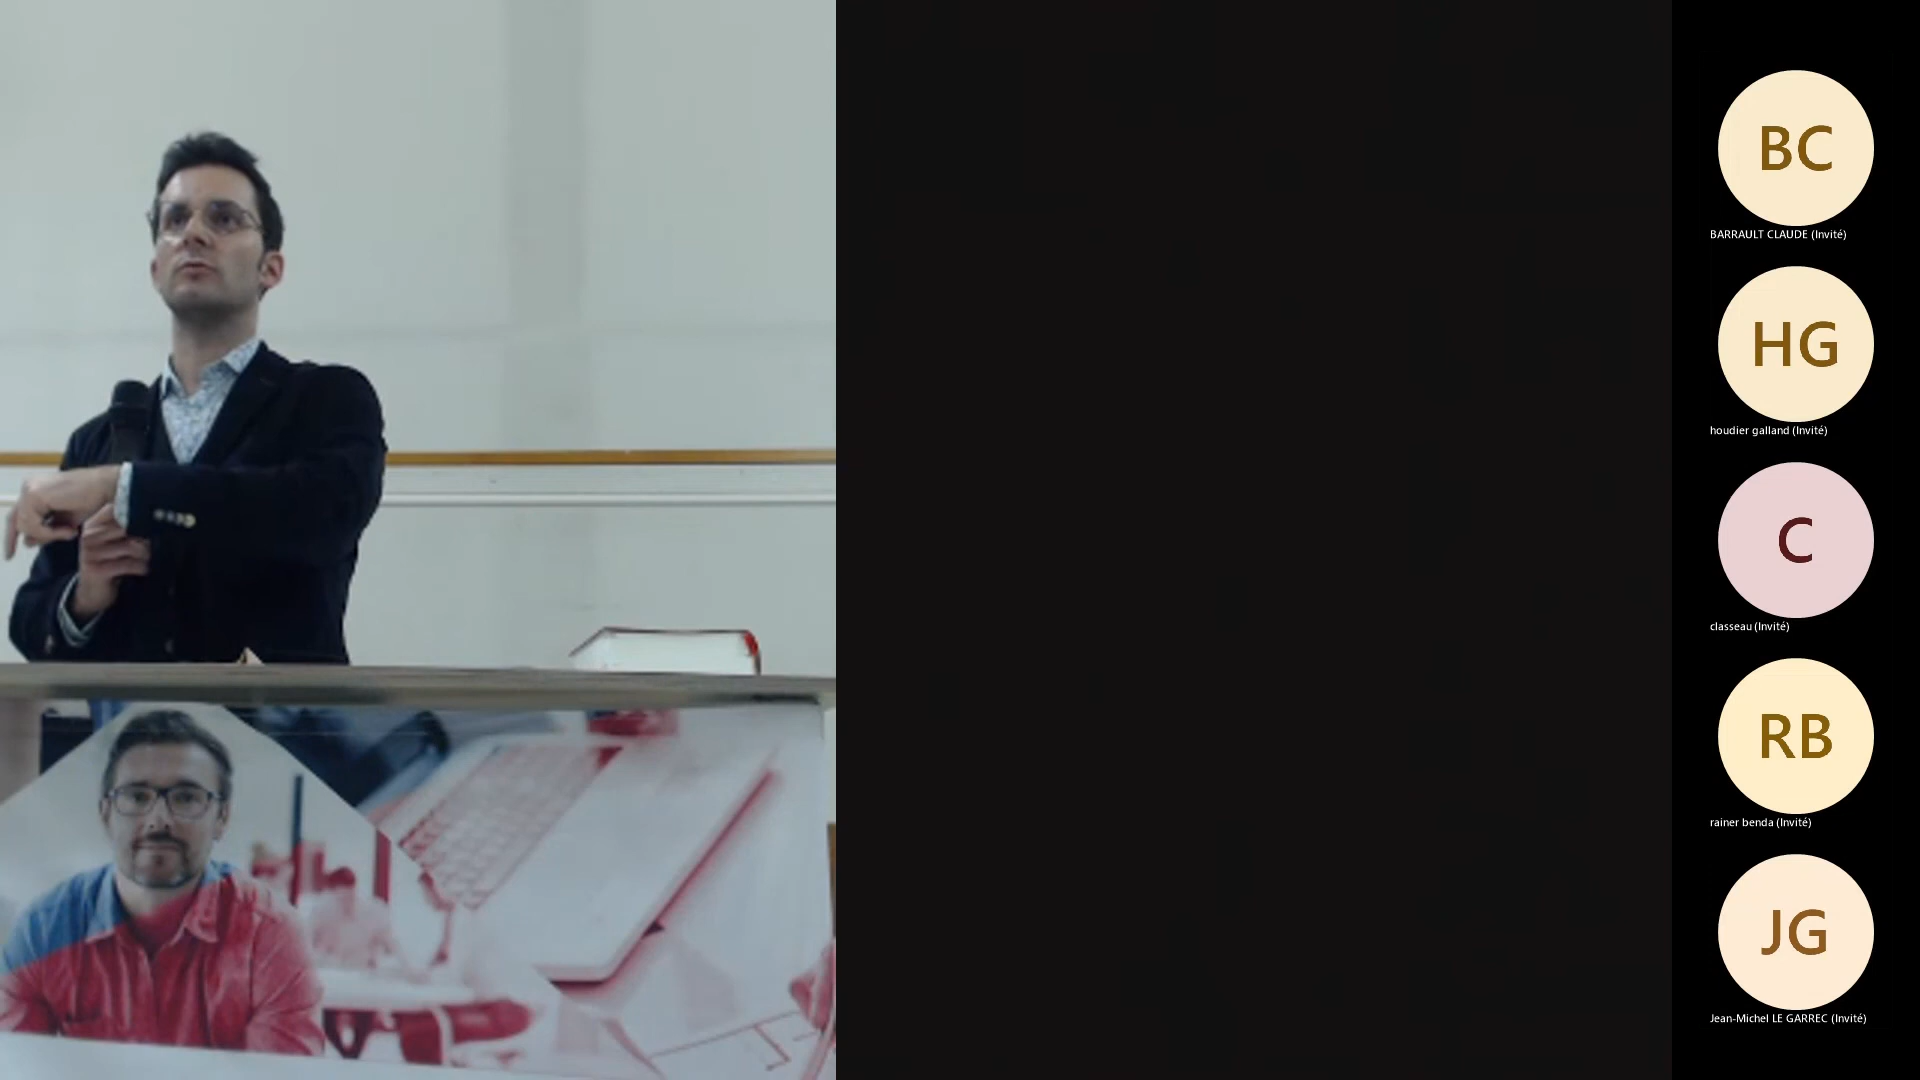 BC
BARRAULT CLAUDE (Invité)
HG
houdier galland (Invité)
C
classeau (Invité)
RB
rainer benda (Invité)
JG
Jean-Michel LE GARREC (Invité)